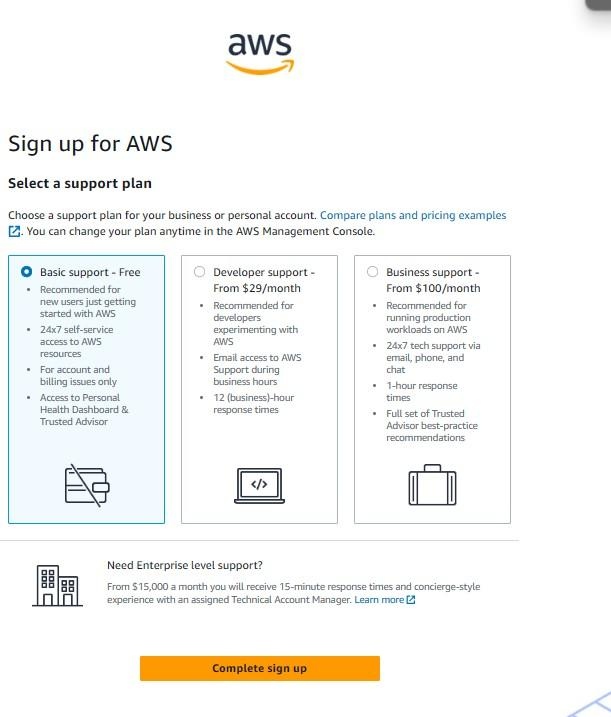 aws
Sign up for AWS
Select a support plan
Choose a support plan for your business or personal account. Compare plans and pricing examples
. You can change your plan anytime in the AWS Management Console.
Basic support - Free
Recommended for
new users just getting
started with AWS
24x7 self-service
access to AWS
resources
For account and
billing issues only
Access to Personal
Health Dashboard &
Trusted Advisor
Developer support -
From $29/month
Recommended for
developers
experimenting with
AWS
Email access to AWS
Support during
business hours
12 (business)-hour
response times
</>
Business support -
From $100/month
Recommended for
running production
workloads on AWS
24x7 tech support via
email, phone, and
chat
1-hour response
times
Full set of Trusted
Advisor best-practice
recommendations
Need Enterprise level support?
From $15,000 a month you will receive 15-minute response times and concierge-style
experience with an assigned Technical Account Manager. Learn more
Complete sign up